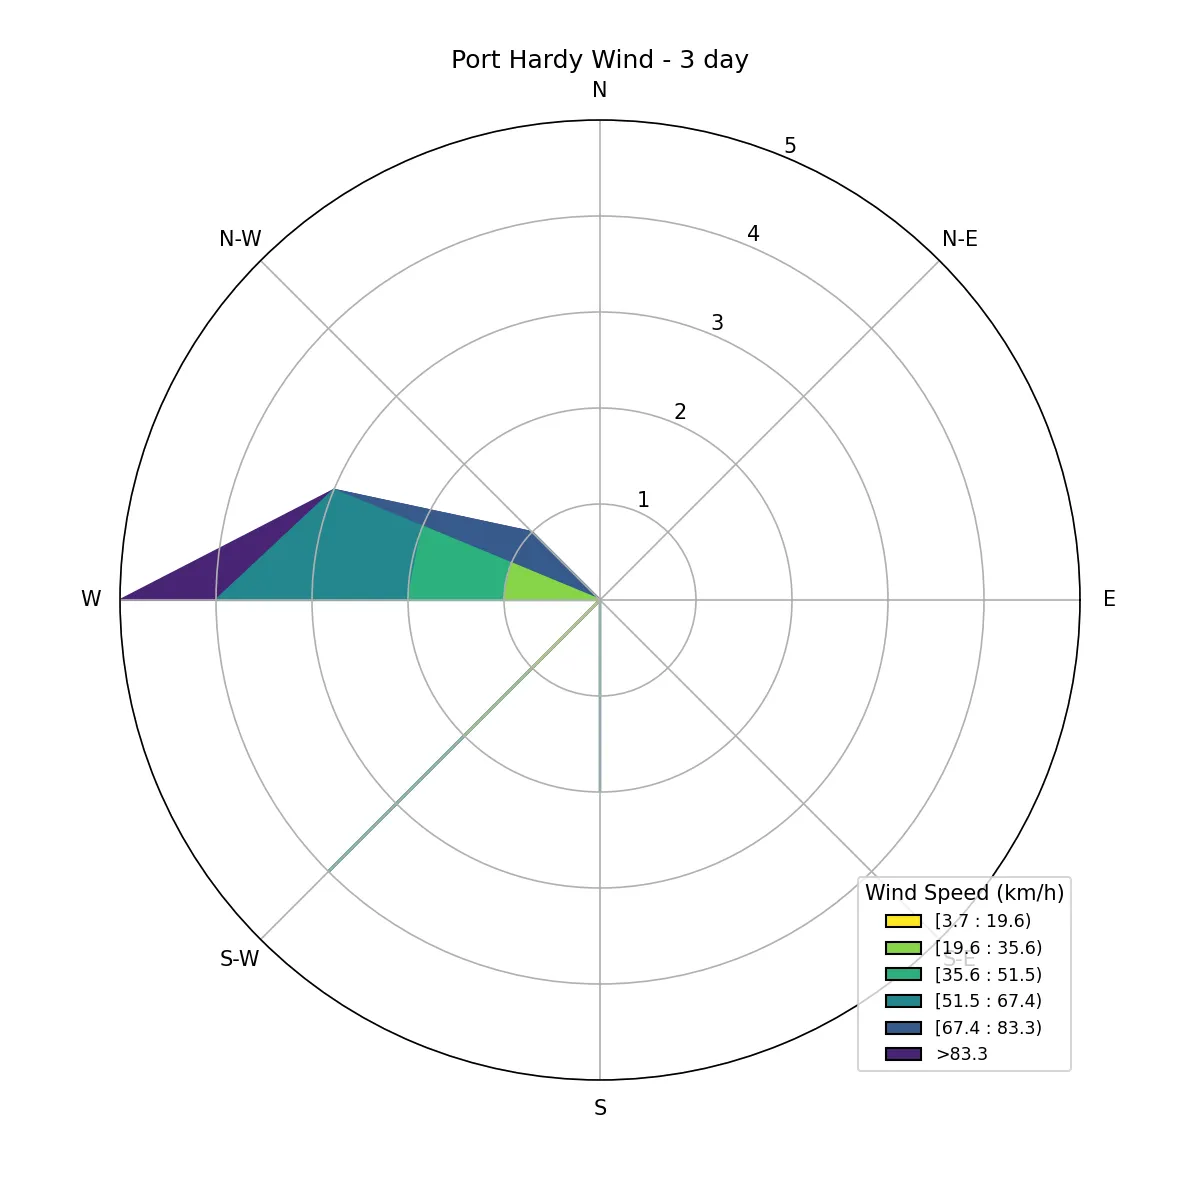 Port Hardy Wind - 3 day
N
5
N-W
N-E
4
3
2
1
W
E
Wind Speed (km/h)
[3.7 : 19.6)
[19.6 : 35.6)
S-W
S-E
[35.6 : 51.5)
[51.5 : 67.4)
[67.4 : 83.3)
>83.3
S